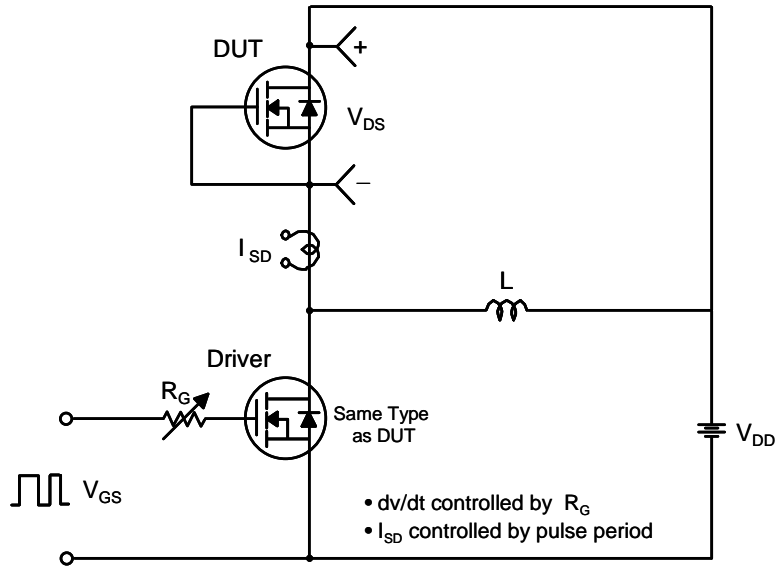 DUT
+
VDS
−
ISD
L
Driver
RG
Same Type
as DUT
VDD
VGS
• dv/dt controlled by RG
• ISD controlled by pulse period